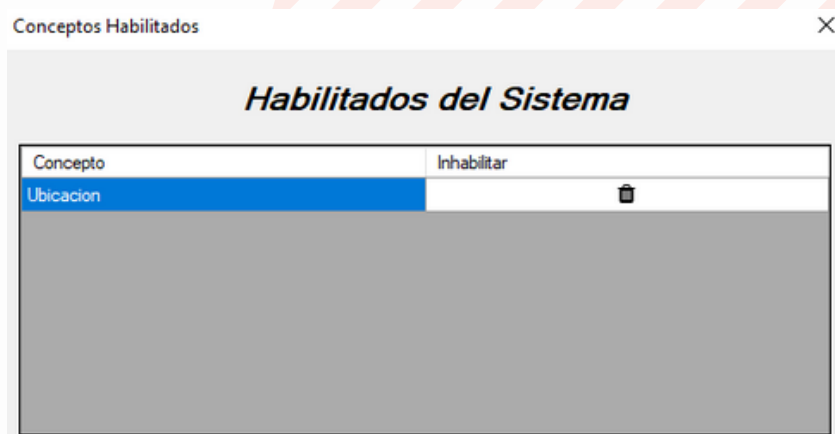 Conceptos Habilitados
Habilitados del Sistema
Concepto Inhabilitar
Ubicacion